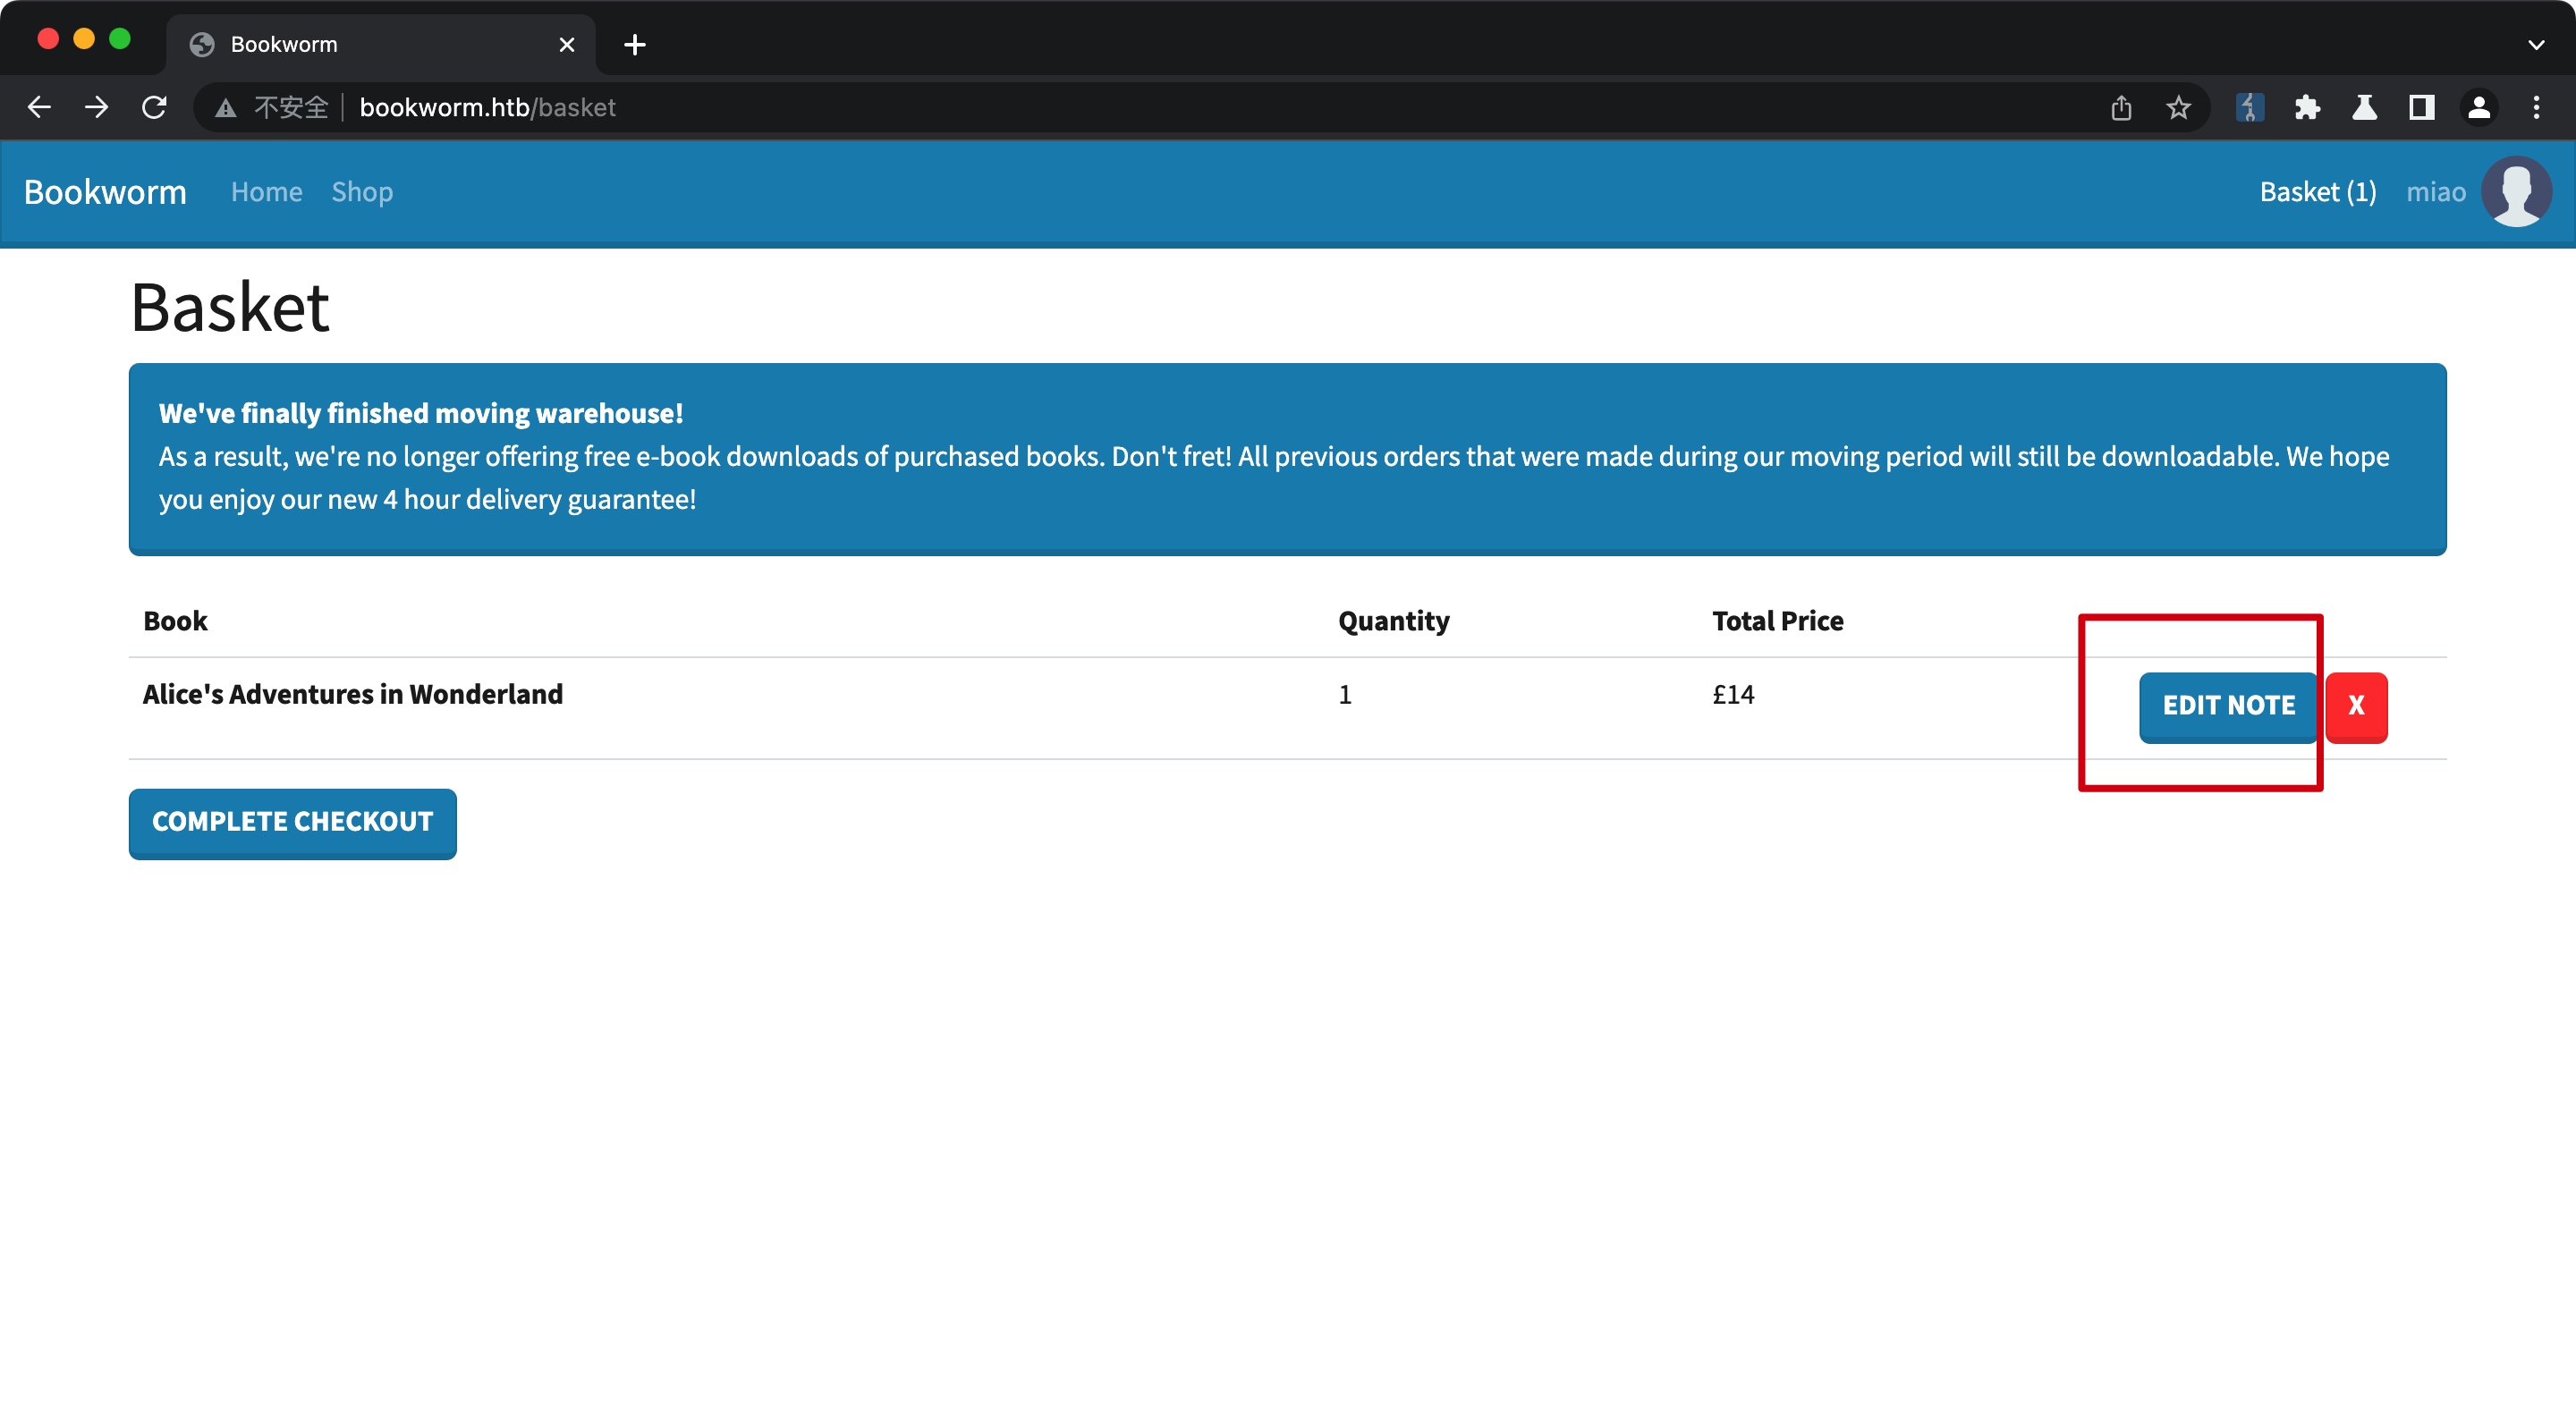 Bookworm
不安全 bookworm.htb/basket
Bookworm Home Shop Basket (1) miao
Basket
We've finally finished moving warehouse!
As a result, we're no longer offering free e-book downloads of purchased books. Don't fret! All previous orders that were made during our moving period will still be downloadable. We hope
you enjoy our new 4 hour delivery guarantee!
Book Quantity Total Price
Alice's Adventures in Wonderland 1 £14 EDIT NOTE X
COMPLETE CHECKOUT